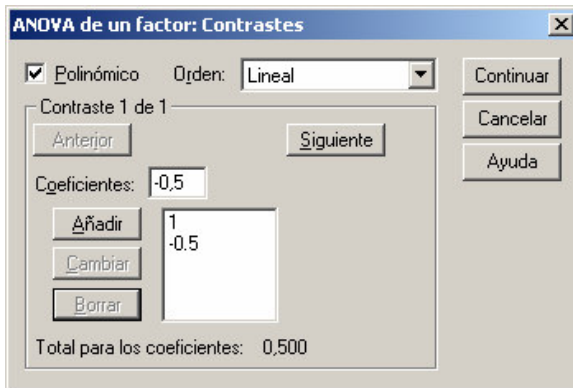 ANOVA de un factor: Contrastes
Polinómico Orden: Lineal Continuar
Contraste 1 de 1 Cancelar
Anterior Siguiente Ayuda
Coeficientes: -0,5
Añadir 1
-0.5
Cambiar
Borrar
Total para los coeficientes: 0,500